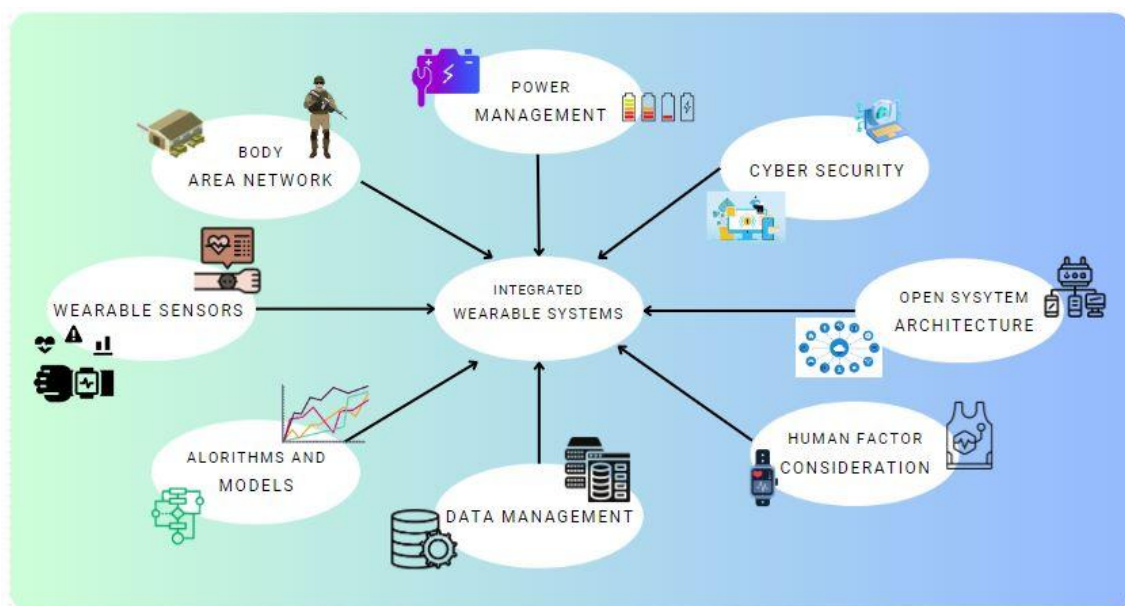 POWER
MANAGEMENT
BODY
AREA NETWORK
CYBER SECURITY
WEARABLE SENSORS
INTEGRATED
WEARABLE SYSTEMS
OPEN SYSYTEM
ARCHITECTURE
ALORITHMS AND
MODELS
DATA MANAGEMENT
HUMAN FACTOR
CONSIDERATION